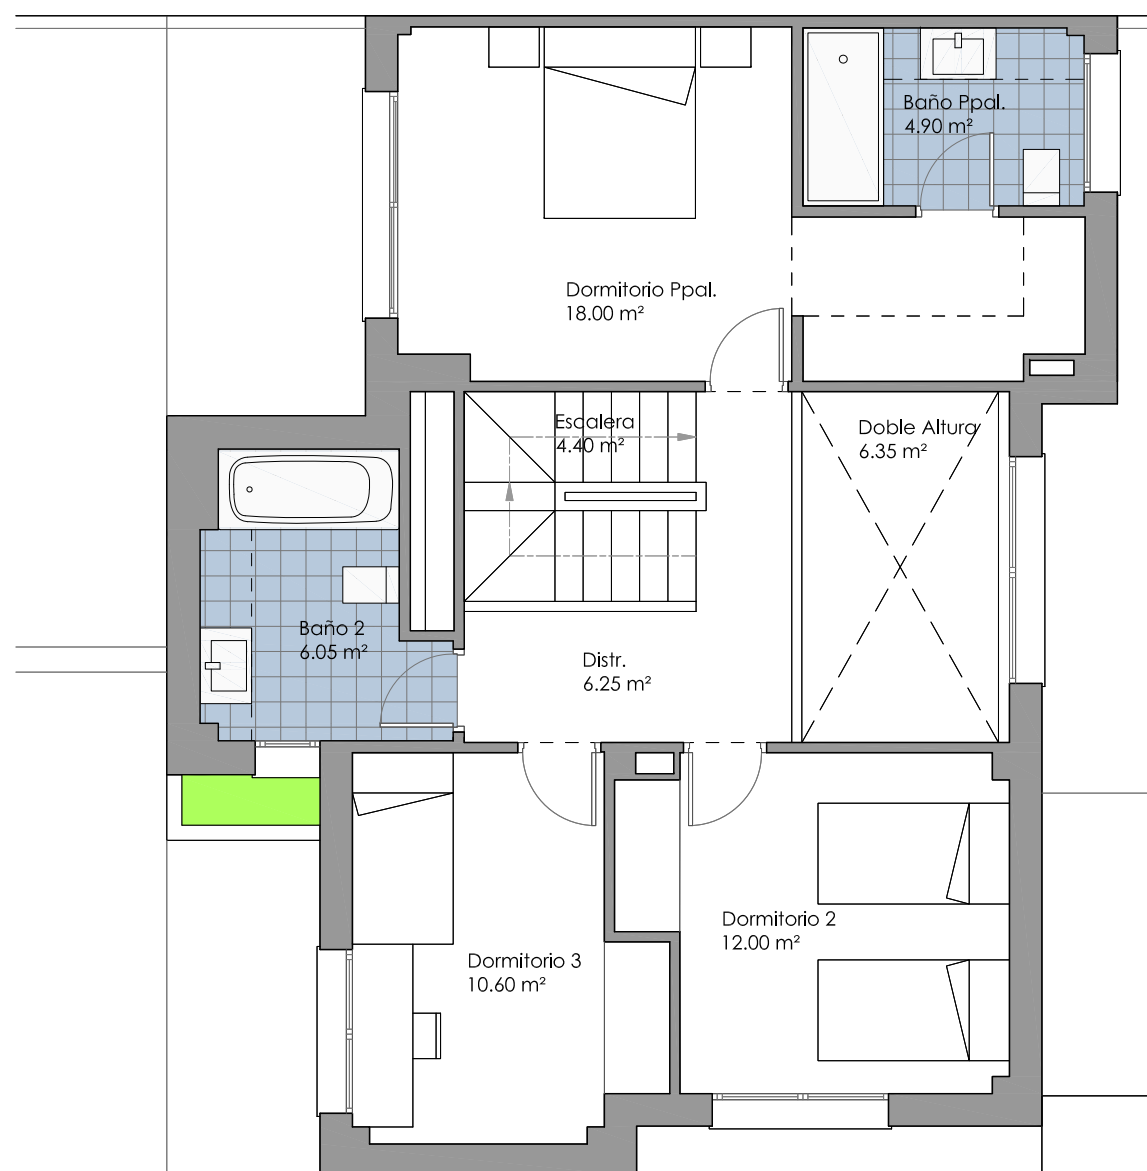 Baño Ppal.
4.90 m²
Dormitorio Ppal.
18.00 m²
Escalera
4.40 m²
Doble Altura
6.35 m²
Baño 2
6.05 m²
Distr.
6.25 m²
Dormitorio 2
12.00 m²
Dormitorio 3
10.60 m²